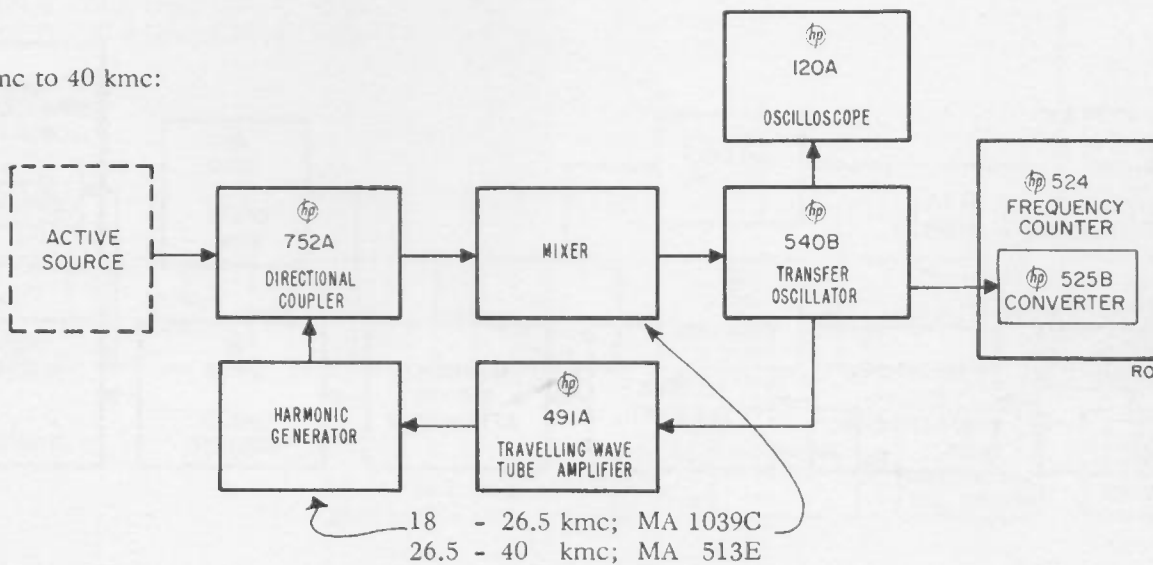 to 40 kmc:
hp
120A
OSCILLOSCOPE
ACTIVE
SOURCE
hp
752A
DIRECTIONAL
COUPLER
MIXER
hp
540B
TRANSFER
OSCILLATOR
hp 524
FREQUENCY
COUNTER
hp 525B
CONVERTER
HARMONIC
GENERATOR
hp
491A
TRAVELLING WAVE
TUBE AMPLIFIER
18 - 26.5 kmc; MA 1039C
26.5 - 40 kmc; MA 513E